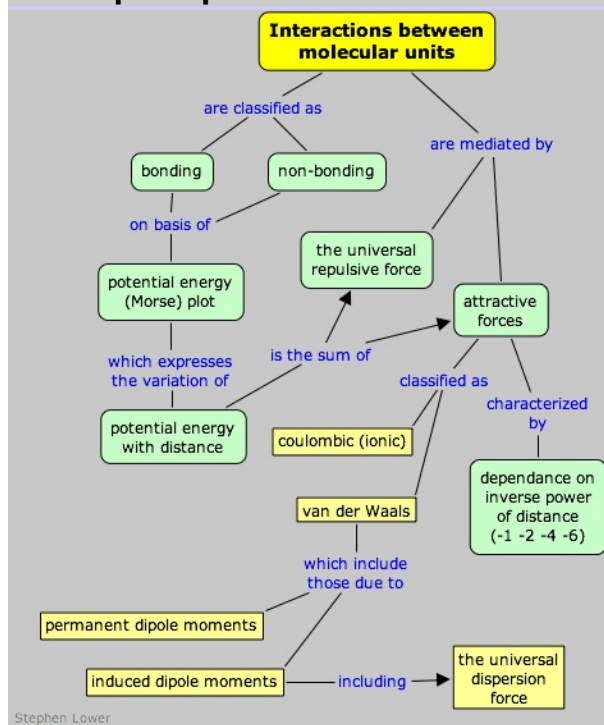 Interactions between
molecular units
are classified as
are mediated by
bonding
non-bonding
on basis of
the universal
repulsive force
potential energy
(Morse) plot
attractive
forces
which expresses
the variation of
is the sum of
classified as
characterized
by
potential energy
with distance
coulombic (ionic)
dependance on
inverse power
of distance
(-1 -2 -4 -6)
van der Waals
which include
those due to
permanent dipole moments
induced dipole moments
including
the universal
dispersion
force
Stephen Lower